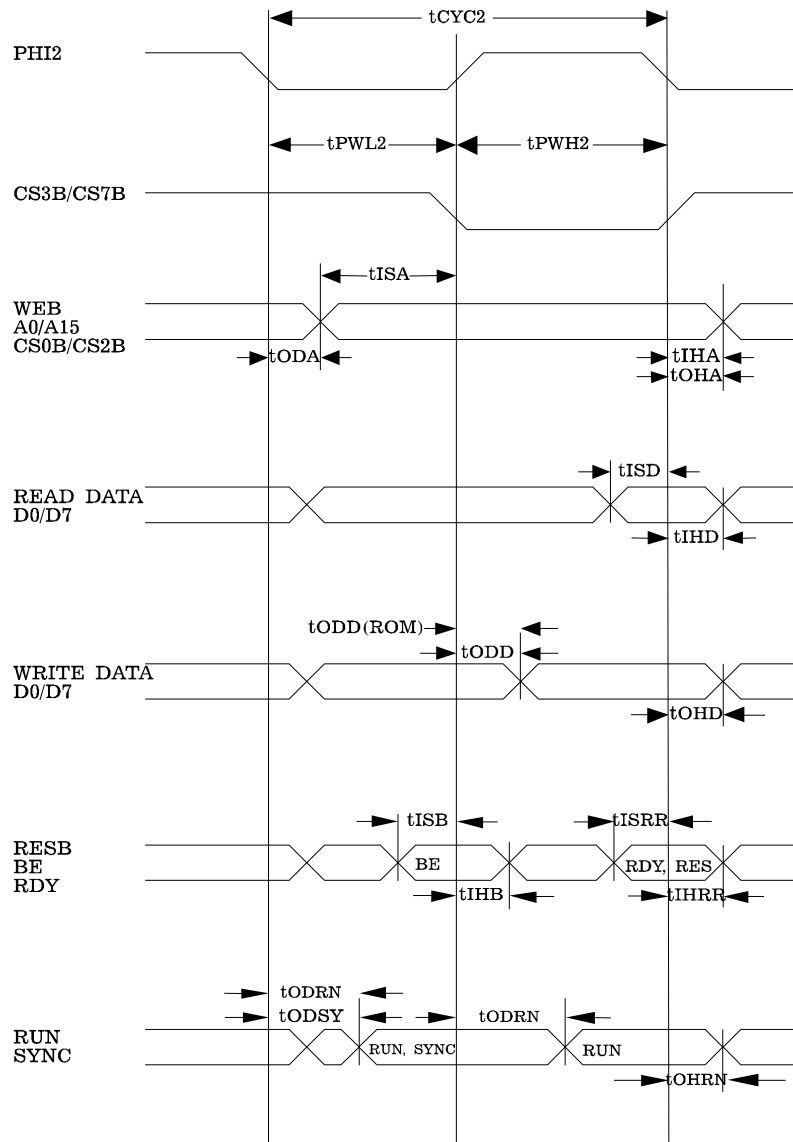 tCYC2
PHI2
tPWL2 tPWH2
CS3B/CS7B
tISA
WEB
A0/A15
CS0B/CS2B
tODA tIHA
tOHA
tISD
READ DATA
D0/D7
tIHD
tODD(ROM)
tODD
WRITE DATA
D0/D7
tOHD
tISB tISRR
RESB
BE
RDY
BE RDY, RES
tIHB tIHRR
tODRN
tODSY tODRN
RUN
SYNC
RUN, SYNC RUN
tOHRN